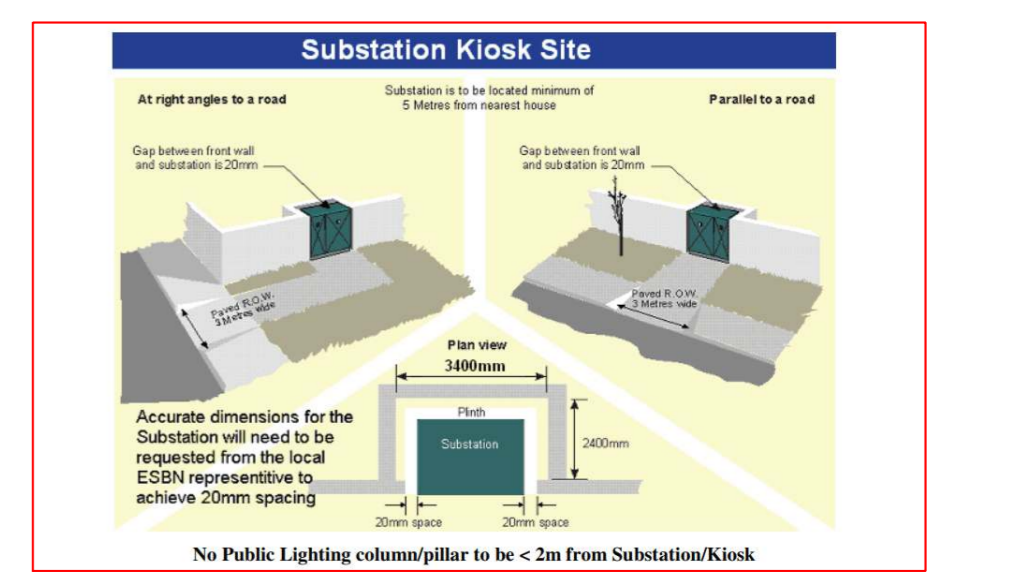 Substation Kiosk Site
At right angles to a road
Substation is to be located minimum of
5 Metres from nearest house
Parallel to a road
Gap between front wall
and substation is 20mm
Gap between front wall
and substation is 20mm
Paved R.O.W.
3 Metres wide
Paved R.O.W.
3 Metres wide
Plan view
3400mm
Plinth
Substation
2400mm
20mm space
20mm space
Accurate dimensions for the
Substation will need to be
requested from the local
ESBN representitive to
achieve 20mm spacing
No Public Lighting column/pillar to be < 2m from Substation/Kiosk